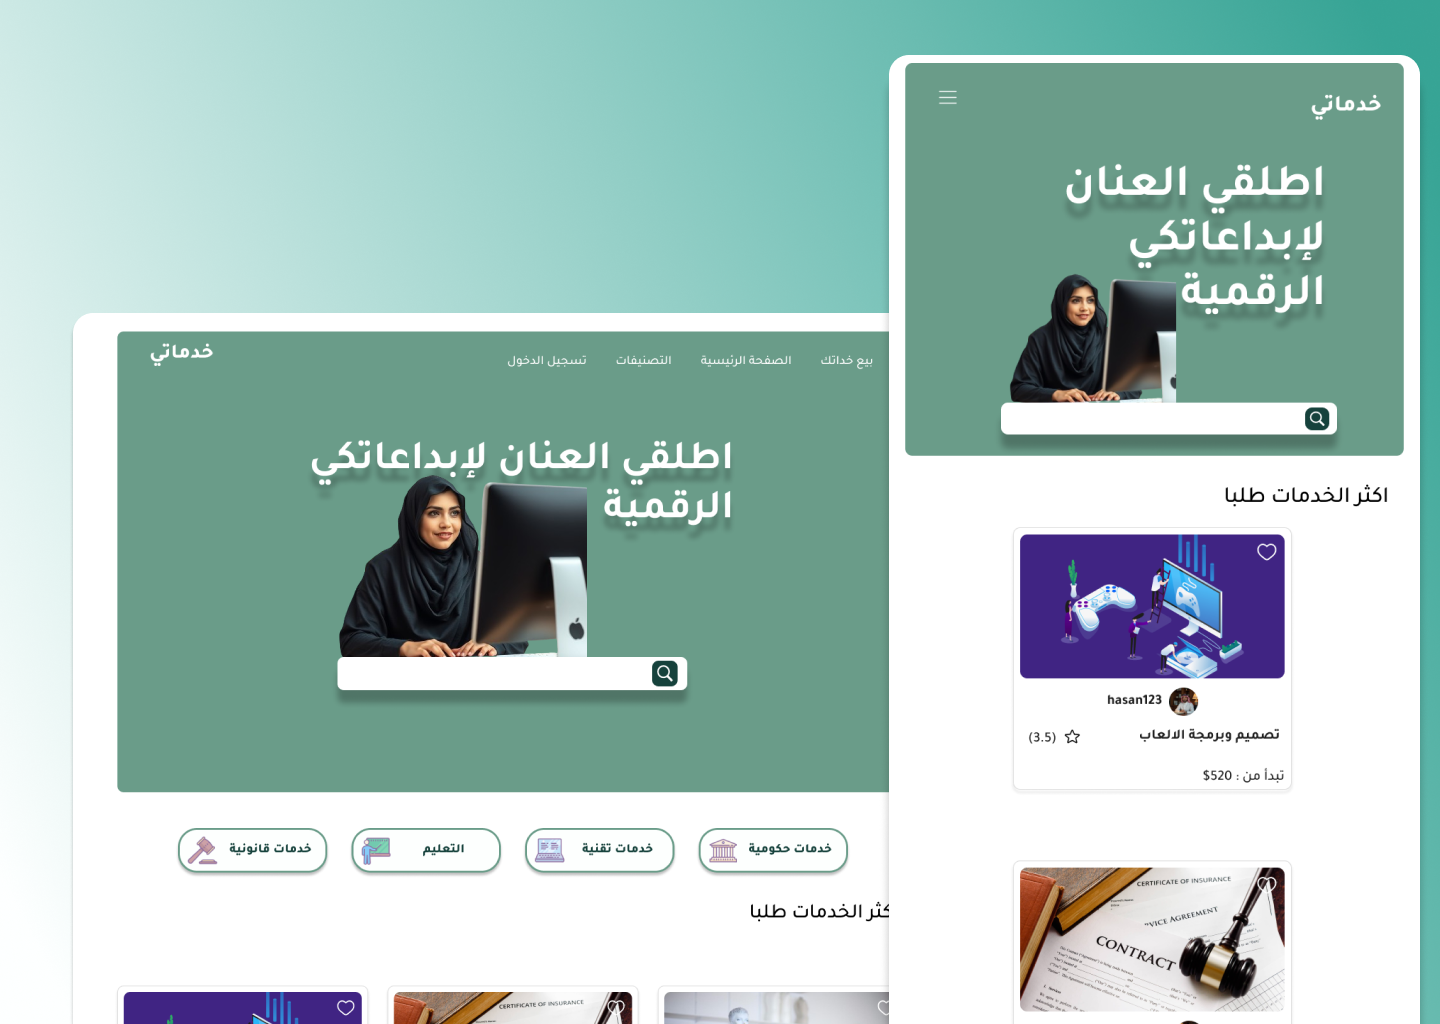 خدماتي
اطلقي العنان
لإبداعاتكي
الرقمية
اكثر الخدمات طلبا
hasan123
تصميم وبرمجة الالعاب
(3.5)
تبدأ من : 520$
CERTIFICATE OF INSURANCE
VICE AGREEMENT
CONTRACT
خدماتي
بيع خداتك
الصفحة الرئيسية
التصنيفات
تسجيل الدخول
اطلقي العنان لإبداعاتكي
الرقمية
خدمات حكومية
خدمات تقنية
التعليم
خدمات قانونية
كثر الخدمات طلبا
CERTIFICATE OF INSURANCE